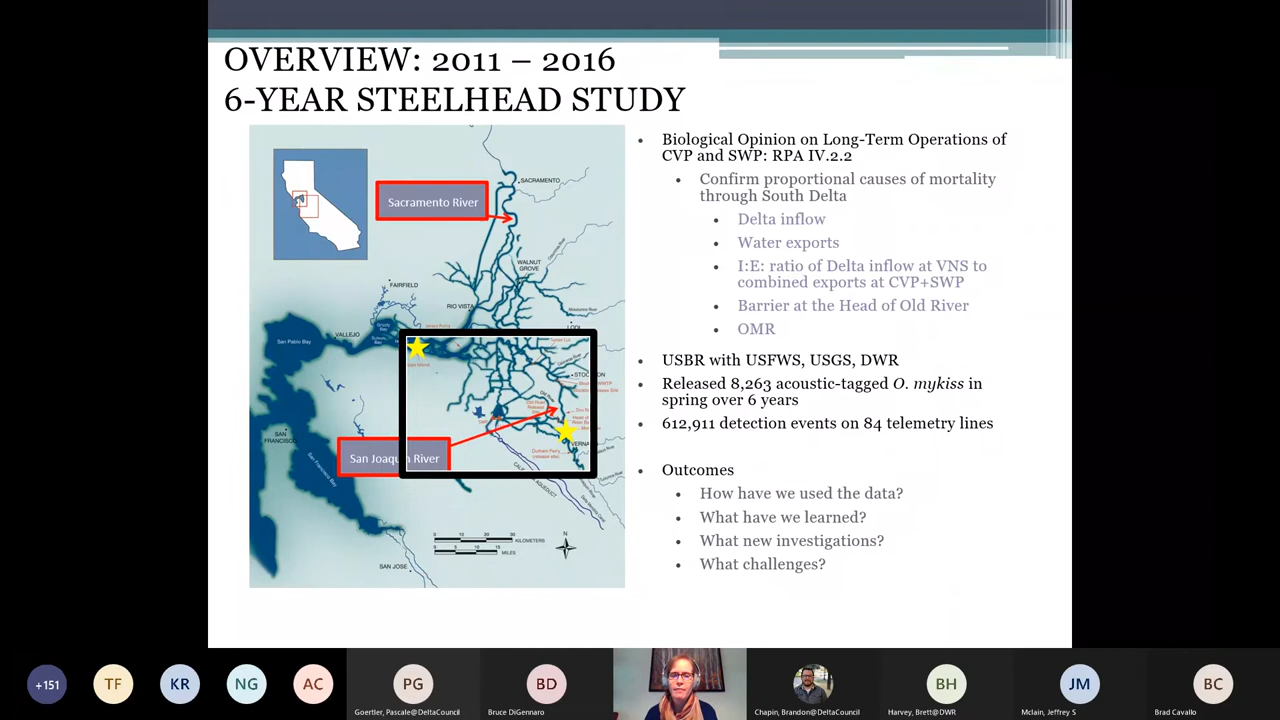 OVERVIEW: 2011 – 2016
6-YEAR STEELHEAD STUDY
Sacramento River
SACRAMENTO
WALNUT
GROVE
FAIRFIELD
RIO VISTA
VALLEJO
San Pablo Bay
SAN
FRANCISCO
San Francisco Bay
San Joaquin River
Durham Ferry
(release site)
KILOMETERS
MILES
N
SAN JOSE
• Biological Opinion on Long-Term Operations of
CVP and SWP: RPA IV.2.2
• Confirm proportional causes of mortality
through South Delta
• Delta inflow
• Water exports
• I:E: ratio of Delta inflow at VNS to
combined exports at CVP+SWP
• Barrier at the Head of Old River
• OMR
• USBR with USFWS, USGS, DWR
• Released 8,263 acoustic-tagged O. mykiss in
spring over 6 years
• 612,911 detection events on 84 telemetry lines
• Outcomes
• How have we used the data?
• What have we learned?
• What new investigations?
• What challenges?
+151
TF
KR
NG
AC
PG
Goertler, Pascale@DeltaCouncil
BD
Bruce DiGennaro
Chapin, Brandon@DeltaCouncil
BH
Harvey, Brett@DWR
JM
Mclain, Jeffrey S
BC
Brad Cavallo